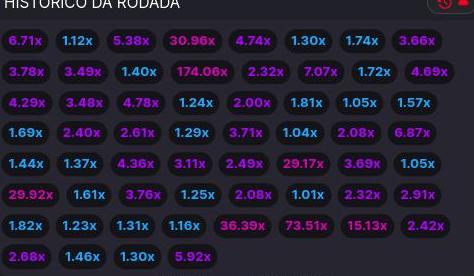 HISTÓRICO DA RODADA
6.71x 1.12x 5.38x 30.96x 4.74x 1.30x 1.74x 3.66x
3.78x 3.49x 1.40x 174.06x 2.32x 7.07x 1.72x 4.69x
4.29x 3.48x 4.78x 1.24x 2.00x 1.81x 1.05x 1.57x
1.69x 2.40x 2.61x 1.29x 3.71x 1.04x 2.08x 6.87x
1.44x 1.37x 4.36x 3.11x 2.49x 29.17x 3.69x 1.05x
29.92x 1.61x 3.76x 1.25x 2.08x 1.01x 2.32x 2.91x
1.82x 1.23x 1.31x 1.16x 36.39x 73.51x 15.13x 2.42x
2.68x 1.46x 1.30x 5.92x